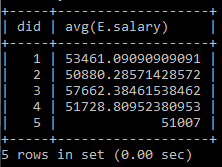 +------+------------------+
| did | avg(E.salary) |
+------+------------------+
| 1 | 53461.09090909091 |
| 2 | 50880.28571428572 |
| 3 | 57662.38461538462 |
| 4 | 51728.80952380953 |
| 5 | 51007 |
+------+------------------+
5 rows in set (0.00 sec)